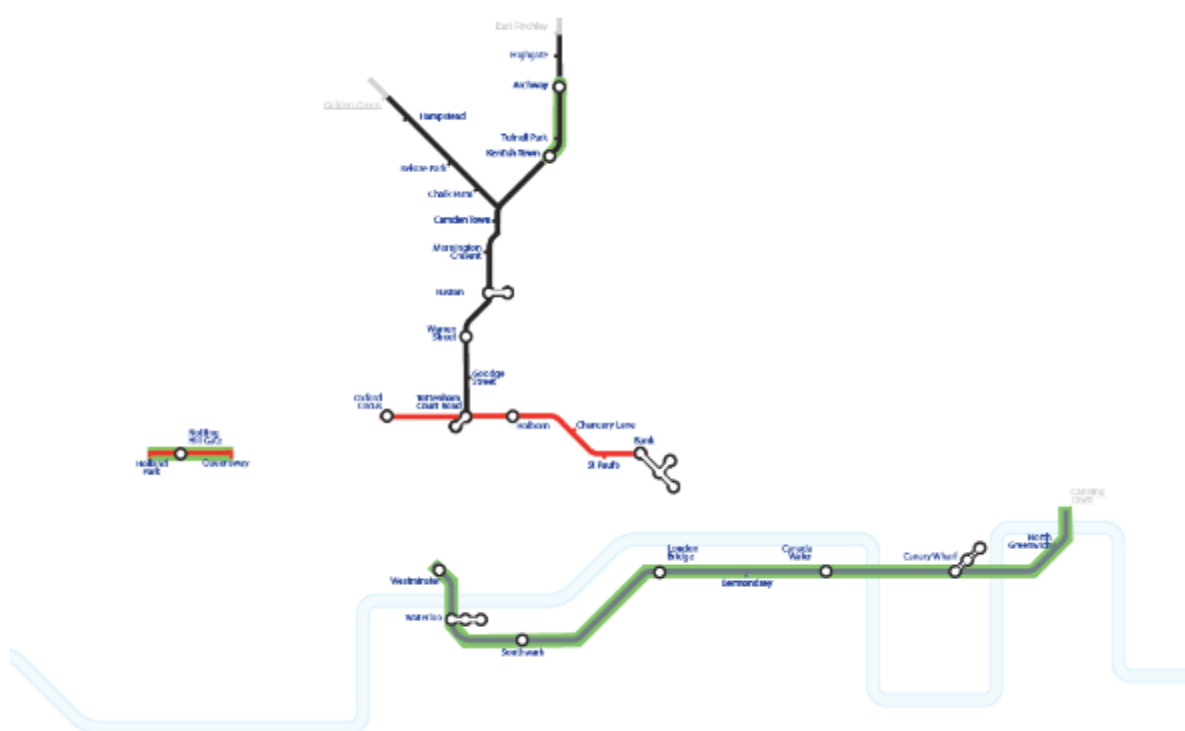 East Finchley
Highgate
Archway
Golders Green
Hampstead
Tufnell Park
Kentish Town
Belsize Park
Chalk Farm
Camden Town
Mornington
Crescent
Euston
Warren
Street
Goodge
Street
Oxford
Circus
Tottenham
Court Road
Holborn
Chancery Lane
Notting
Hill Gate
Bank
Holland
Park
Queensway
St Paul's
Canning
Town
North
Greenwich
London
Bridge
Canada
Water
Canary Wharf
Westminster
Bermondsey
Waterloo
Southwark